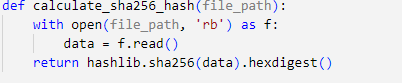 def calculate_sha256_hash(file_path):
    with open(file_path, 'rb') as f:
        data = f.read()
    return hashlib.sha256(data).hexdigest()